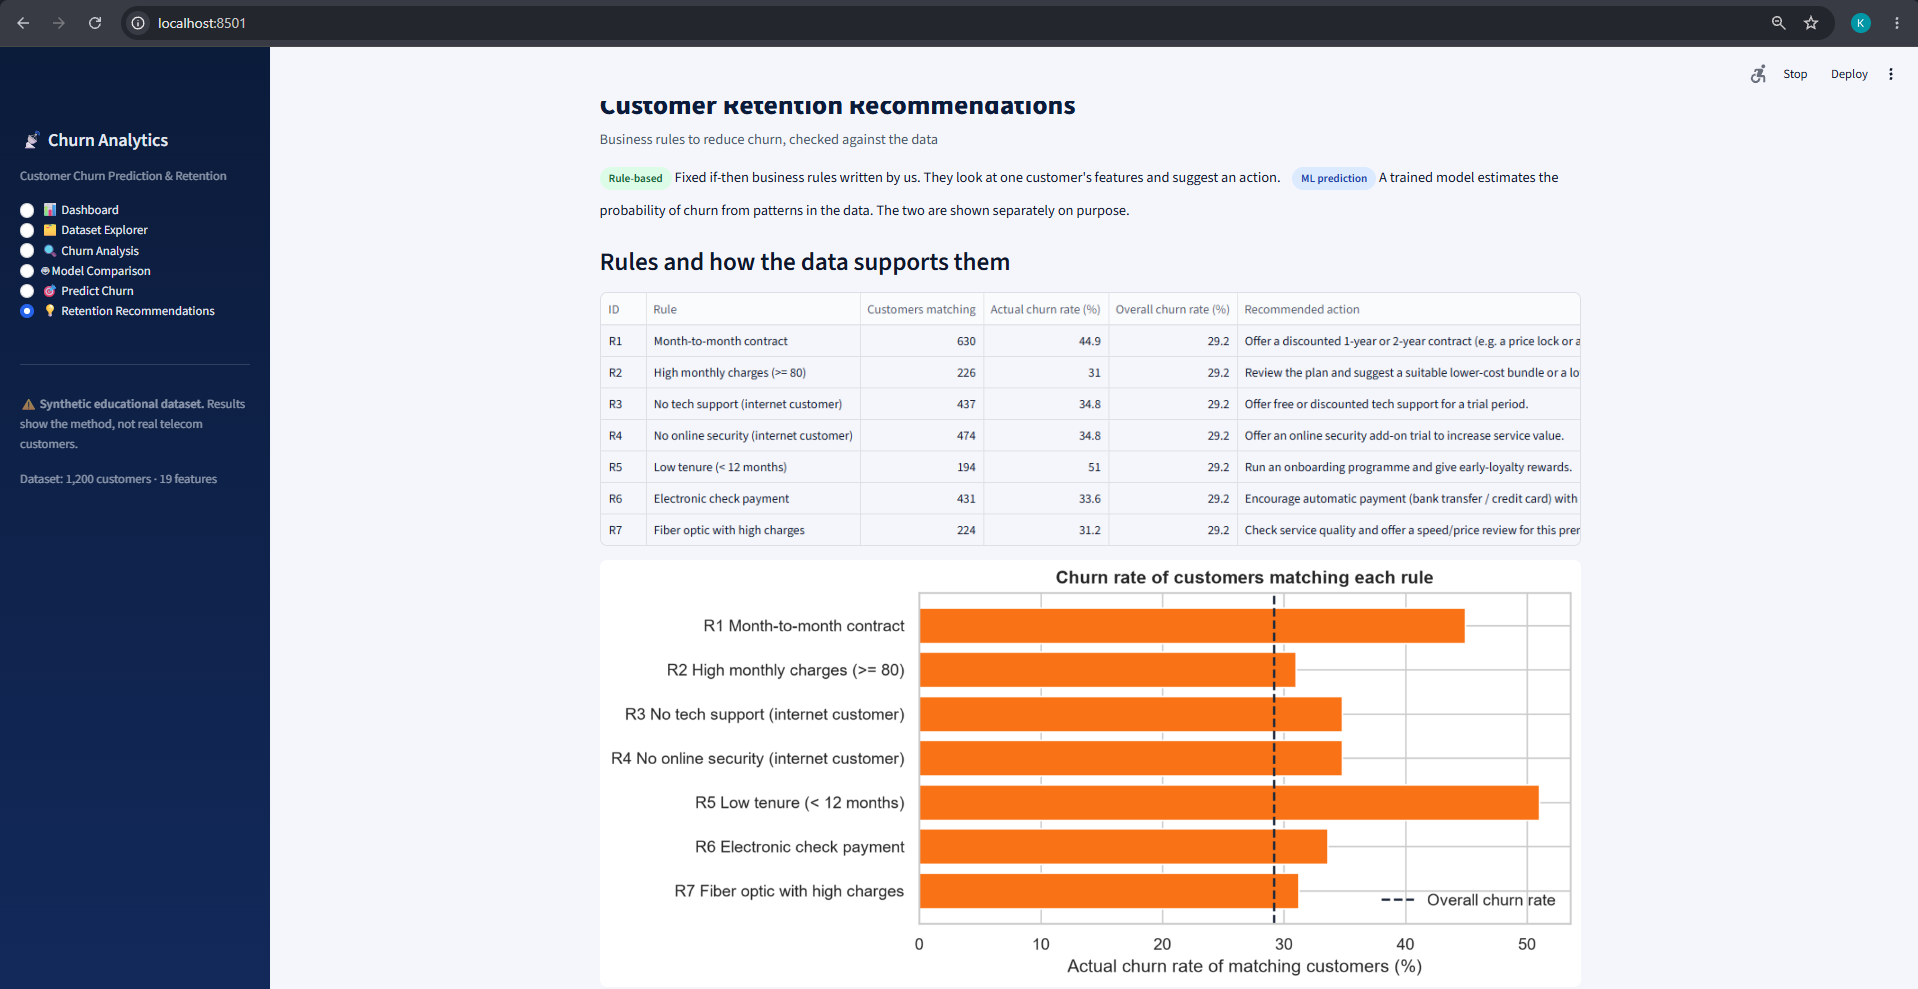 localhost:8501
K
Stop
Deploy
Churn Analytics
Customer Churn Prediction & Retention
Dashboard
Dataset Explorer
Churn Analysis
Model Comparison
Predict Churn
Retention Recommendations
Synthetic educational dataset. Results
show the method, not real telecom
customers.
Dataset: 1,200 customers · 19 features
Customer Retention Recommendations
Business rules to reduce churn, checked against the data
Rule-based Fixed if-then business rules written by us. They look at one customer's features and suggest an action. ML prediction A trained model estimates the
probability of churn from patterns in the data. The two are shown separately on purpose.
Rules and how the data supports them
ID Rule Customers matching Actual churn rate (%) Overall churn rate (%) Recommended action
R1 Month-to-month contract 630 44.9 29.2 Offer a discounted 1-year or 2-year contract (e.g. a price lock or a
R2 High monthly charges (>= 80) 226 31 29.2 Review the plan and suggest a suitable lower-cost bundle or a lo
R3 No tech support (internet customer) 437 34.8 29.2 Offer free or discounted tech support for a trial period.
R4 No online security (internet customer) 474 34.8 29.2 Offer an online security add-on trial to increase service value.
R5 Low tenure (< 12 months) 194 51 29.2 Run an onboarding programme and give early-loyalty rewards.
R6 Electronic check payment 431 33.6 29.2 Encourage automatic payment (bank transfer / credit card) with
R7 Fiber optic with high charges 224 31.2 29.2 Check service quality and offer a speed/price review for this prer
Churn rate of customers matching each rule
R1 Month-to-month contract
R2 High monthly charges (>= 80)
R3 No tech support (internet customer)
R4 No online security (internet customer)
R5 Low tenure (< 12 months)
R6 Electronic check payment
R7 Fiber optic with high charges
Overall churn rate
0 10 20 30 40 50
Actual churn rate of matching customers (%)